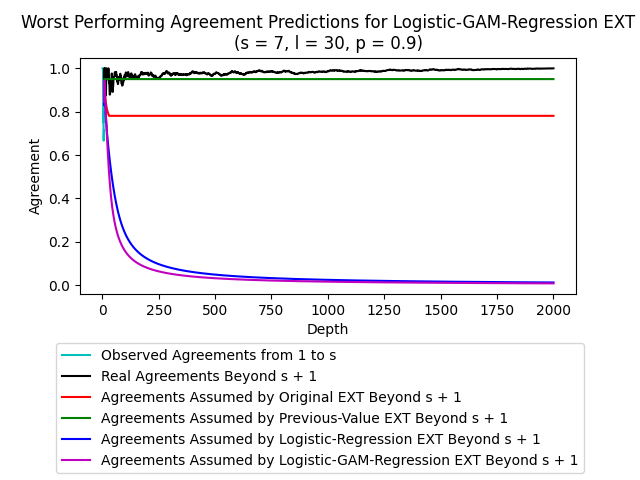 Worst Performing Agreement Predictions for Logistic-GAM-Regression EXT
(s = 7, l = 30, p = 0.9)
1.0
0.8
0.6
0.4
0.2
0.0
Agreement
0 250 500 750 1000 1250 1500 1750 2000
Depth
Observed Agreements from 1 to s
Real Agreements Beyond s + 1
Agreements Assumed by Original EXT Beyond s + 1
Agreements Assumed by Previous-Value EXT Beyond s + 1
Agreements Assumed by Logistic-Regression EXT Beyond s + 1
Agreements Assumed by Logistic-GAM-Regression EXT Beyond s + 1